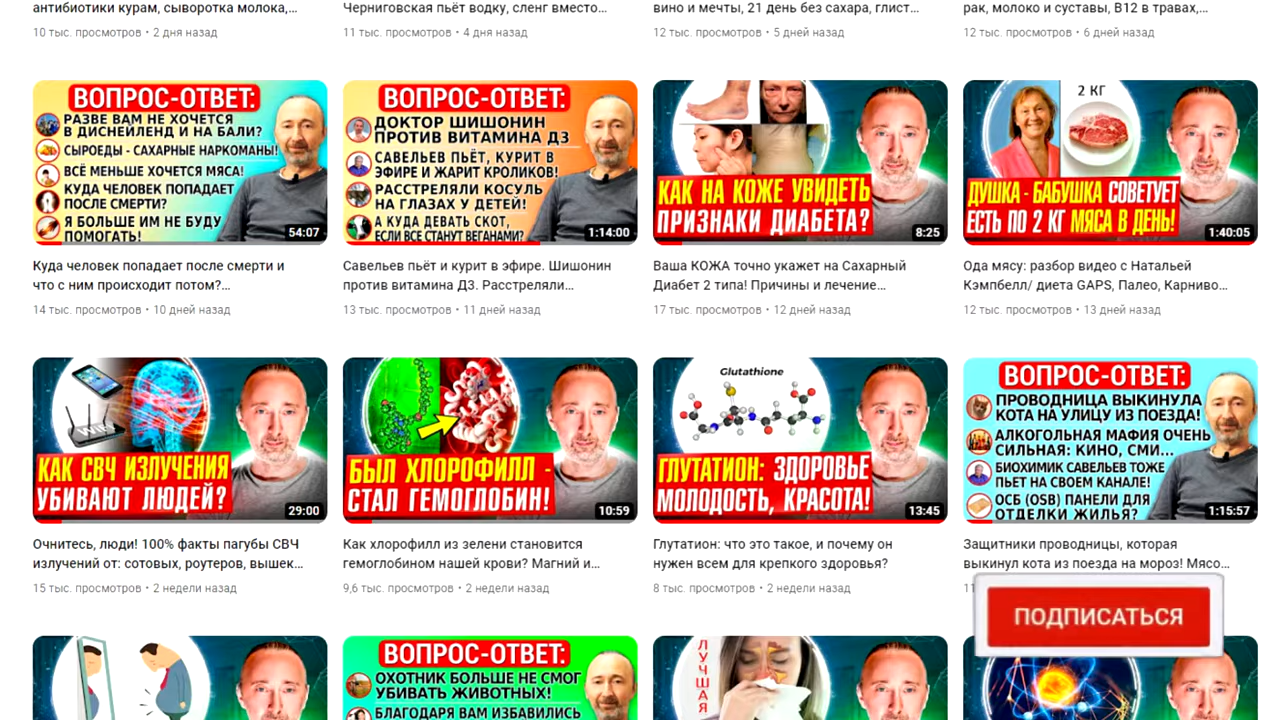 антибиотики курам, сыворотка молока,...
Черниговская пьёт водку, сленг вместо...
вино и мечты, 21 день без сахара, глист...
рак, молоко и суставы, В12 в травах,...
10 тыс. просмотров • 2 дня назад
11 тыс. просмотров • 4 дня назад
12 тыс. просмотров • 5 дней назад
12 тыс. просмотров • 6 дней назад
ВОПРОС-ОТВЕТ:
РАЗВЕ ВАМ НЕ ХОЧЕТСЯ
В ДИСНЕЙЛЕНД И НА БАЛИ?
СЫРОЕДЫ - САХАРНЫЕ НАРКОМАНЫ!
ВСЁ МЕНЬШЕ ХОЧЕТСЯ МЯСА!
КУДА ЧЕЛОВЕК ПОПАДАЕТ
ПОСЛЕ СМЕРТИ?
Я БОЛЬШЕ ИМ НЕ БУДУ
ПОМОГАТЬ!
54:07
ВОПРОС-ОТВЕТ:
ДОКТОР ШИШОНИН
ПРОТИВ ВИТАМИНА Д3
САВЕЛЬЕВ ПЬЁТ, КУРИТ В
ЭФИРЕ И ЖАРИТ КРОЛИКОВ!
РАССТРЕЛЯЛИ КОСУЛЬ
НА ГЛАЗАХ У ДЕТЕЙ!
А КУДА ДЕВАТЬ СКОТ,
ЕСЛИ ВСЕ СТАНУТ ВЕГАНАМИ?
1:14:00
КАК НА КОЖЕ УВИДЕТЬ
ПРИЗНАКИ ДИАБЕТА?
8:25
2 КГ
ДУШКА - БАБУШКА СОВЕТУЕТ
ЕСТЬ ПО 2 КГ МЯСА В ДЕНЬ!
1:40:05
Куда человек попадает после смерти и
что с ним происходит потом?...
Савельев пьёт и курит в эфире. Шишонин
против витамина Д3. Расстреляли...
Ваша КОЖА точно укажет на Сахарный
Диабет 2 типа! Причины и лечение...
Ода мясу: разбор видео с Натальей
Кэмпбелл/ диета GAPS, Палео, Карниво...
14 тыс. просмотров • 10 дней назад
13 тыс. просмотров • 11 дней назад
17 тыс. просмотров • 12 дней назад
12 тыс. просмотров • 13 дней назад
КАК СВЧ ИЗЛУЧЕНИЯ
УБИВАЮТ ЛЮДЕЙ?
29:00
БЫЛ ХЛОРОФИЛЛ -
СТАЛ ГЕМОГЛОБИН!
10:59
Glutathione
ГЛУТАТИОН: ЗДОРОВЬЕ
МОЛОДОСТЬ, КРАСОТА!
13:45
ВОПРОС-ОТВЕТ:
ПРОВОДНИЦА ВЫКИНУЛА
КОТА НА УЛИЦУ ИЗ ПОЕЗДА!
АЛКОГОЛЬНАЯ МАФИЯ ОЧЕНЬ
СИЛЬНАЯ: КИНО, СМИ...
БИОХИМИК САВЕЛЬЕВ ТОЖЕ
ПЬЕТ НА СВОЕМ КАНАЛЕ!
ОСБ (OSB) ПАНЕЛИ ДЛЯ
ОТДЕЛКИ ЖИЛЬЯ?
1:15:57
Очнитесь, люди! 100% факты пагубы СВЧ
излучений от: сотовых, роутеров, вышек...
Как хлорофилл из зелени становится
гемоглобином нашей крови? Магний и...
Глутатион: что это такое, и почему он
нужен всем для крепкого здоровья?
Защитники проводницы, которая
выкинул кота из поезда на мороз! Мясо...
15 тыс. просмотров • 2 недели назад
9,6 тыс. просмотров • 2 недели назад
8 тыс. просмотров • 2 недели назад
ПОДПИСАТЬСЯ
ВОПРОС-ОТВЕТ:
ОХОТНИК БОЛЬШЕ НЕ СМОГ
УБИВАТЬ ЖИВОТНЫХ!
БЛАГОДАРЯ ВАМ ИЗБАВИЛИСЬ
ЛУЧШАЯ